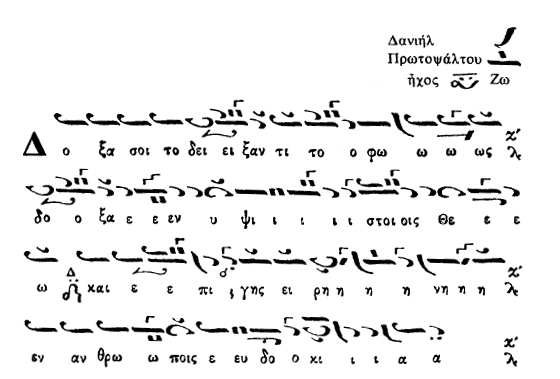 Δανιήλ
Πρωτοψάλτου
ἦχος Ζω
Δ ο ξα σοι το δει ει ξαν τι το ο φω ω ω ως
δο ο ξα ε ε εν υ ψι ι ι ι ι στοι οις Θε ε ε
ω και ε ε πι γης ει ρη η η η νη η η
εν αν θρω ω ποις ε ευ δο ο κι ι ι α α